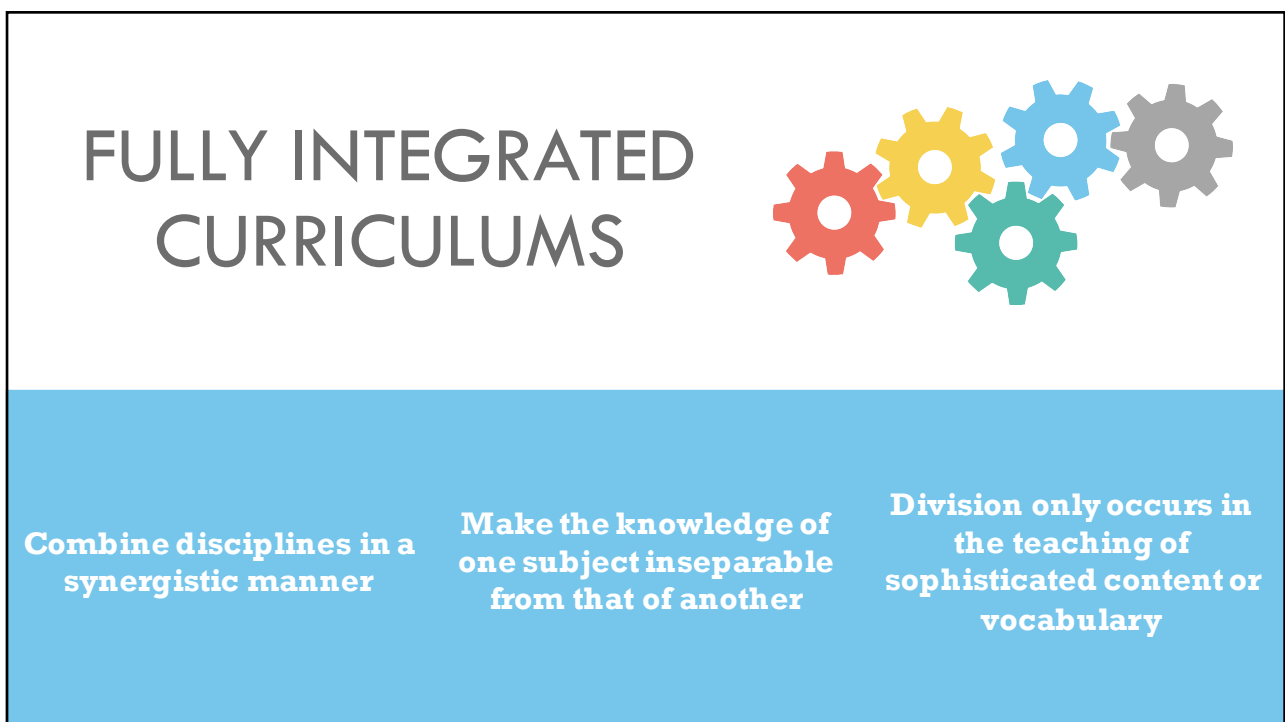 FULLY INTEGRATED
CURRICULUMS
Combine disciplines in a
synergistic manner
Make the knowledge of
one subject inseparable
from that of another
Division only occurs in
the teaching of
sophisticated content or
vocabulary